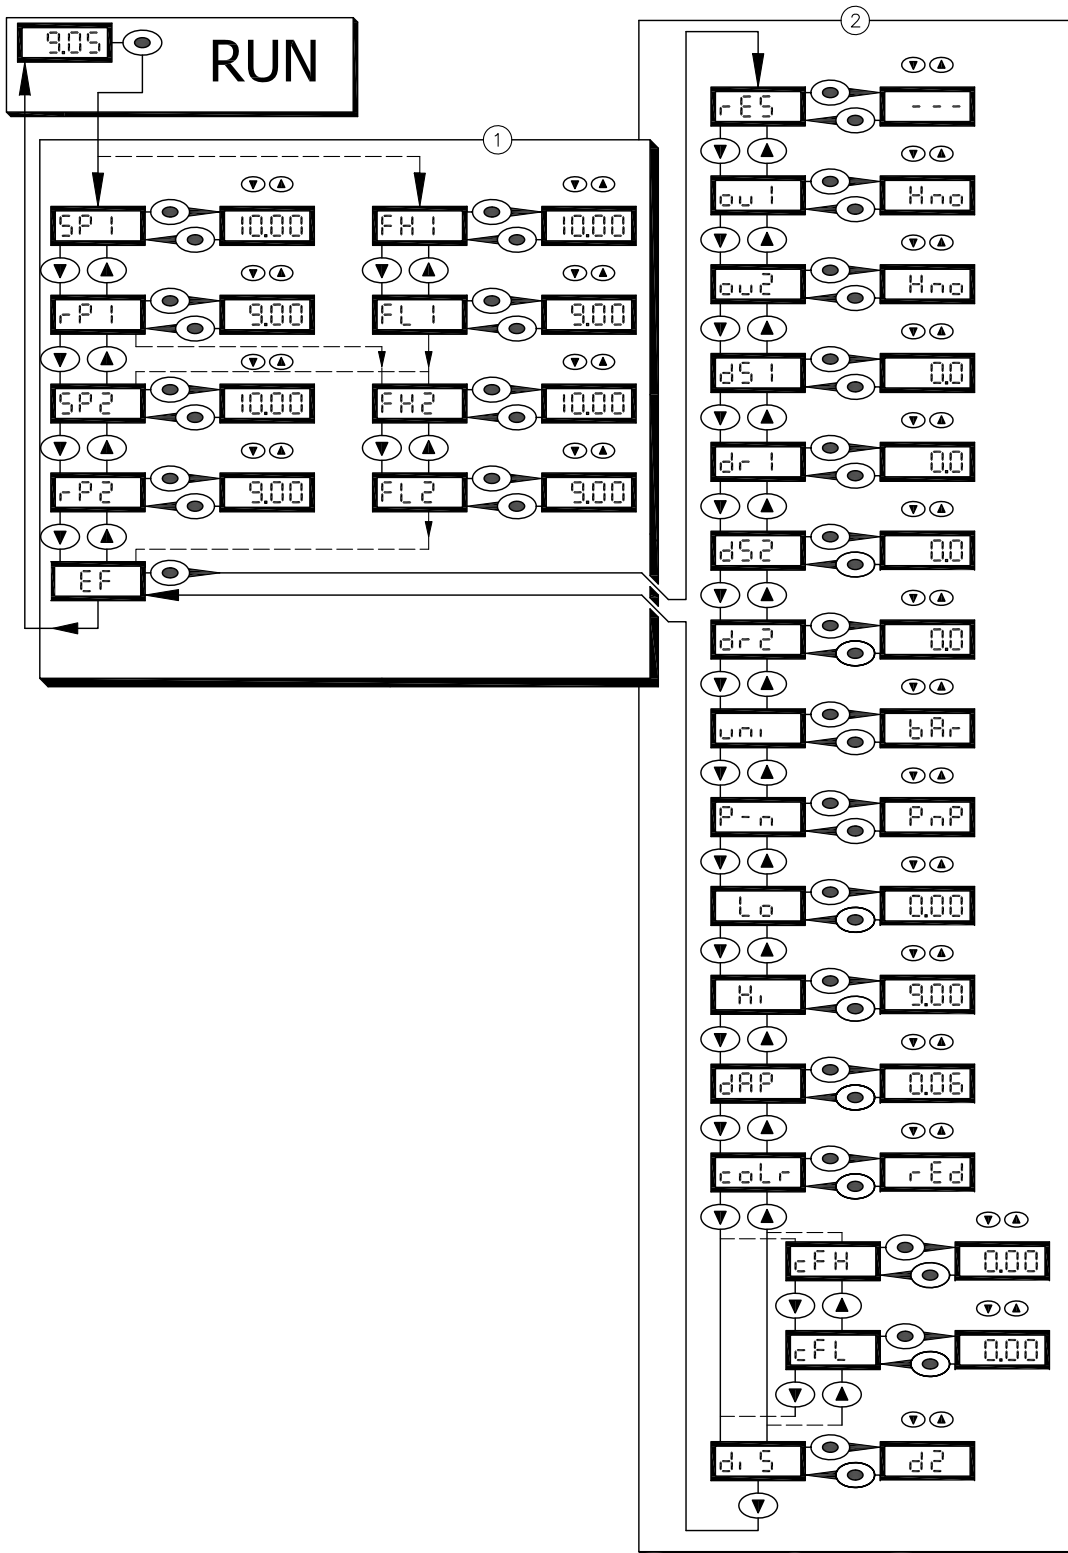 9.05
RUN
1
SP1 10.00 FH1 10.00
rP1 9.00 FL1 9.00
SP2 10.00 FH2 10.00
rP2 9.00 FL2 9.00
EF
2
rES ---
ou1 Hno
ou2 Hno
dS1 0.0
dr1 0.0
dS2 0.0
dr2 0.0
uni bAr
P-n PnP
Lo 0.00
Hi 9.00
dAP 0.06
coLr rEd
cFH 0.00
cFL 0.00
diS d2